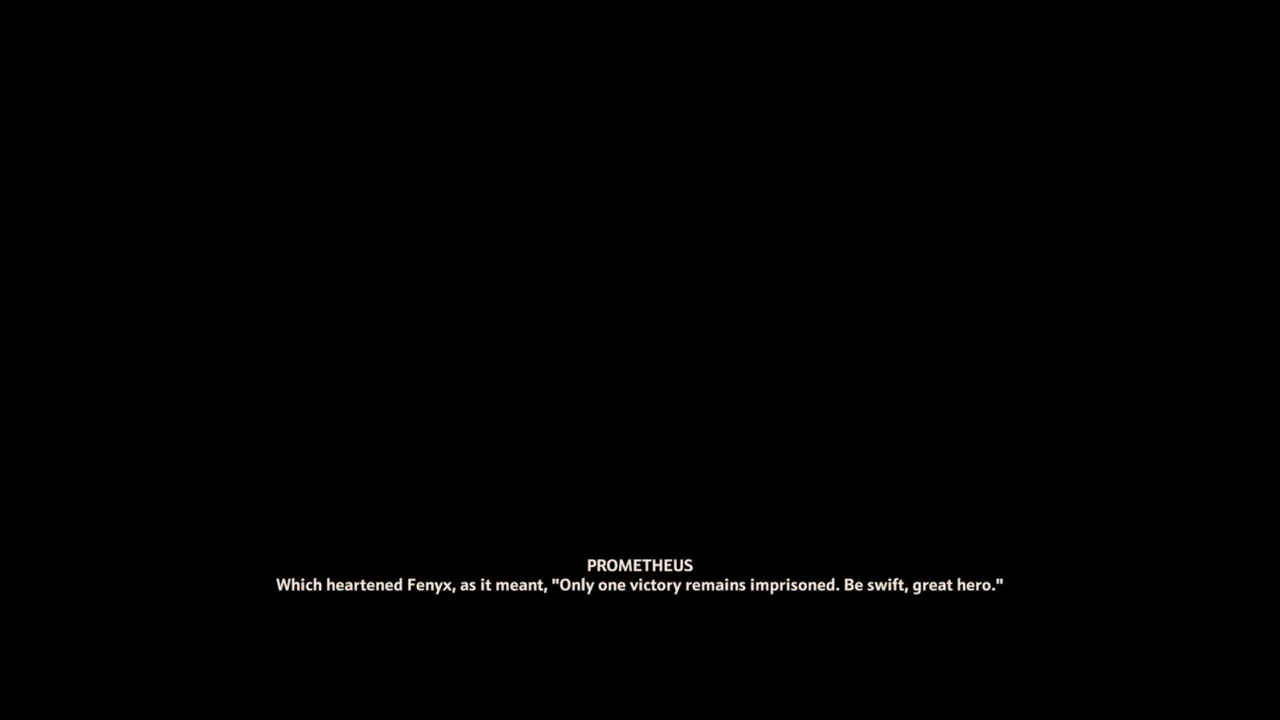 PROMETHEUS
Which heartened Fenyx, as it meant, "Only one victory remains imprisoned. Be swift, great hero."